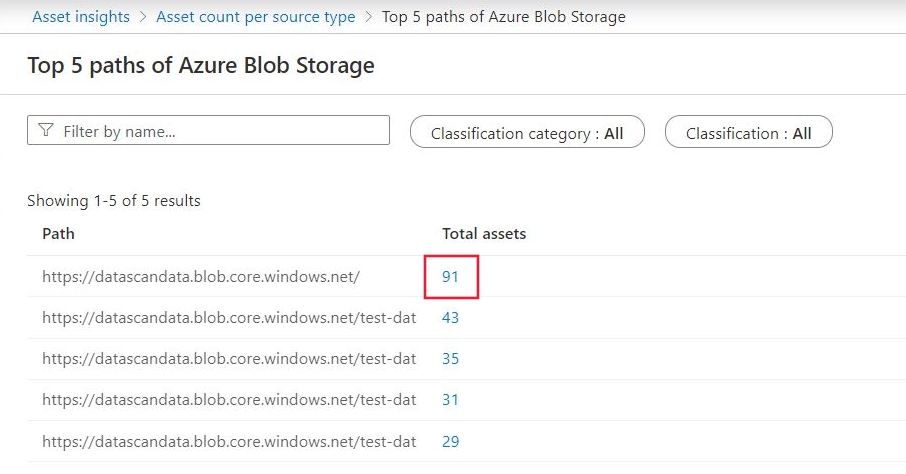 Asset insights > Asset count per source type > Top 5 paths of Azure Blob Storage
Top 5 paths of Azure Blob Storage
Filter by name... Classification category : All Classification : All
Showing 1-5 of 5 results
Path Total assets
https://datascandata.blob.core.windows.net/ 91
https://datascandata.blob.core.windows.net/test-dat 43
https://datascandata.blob.core.windows.net/test-dat 35
https://datascandata.blob.core.windows.net/test-dat 31
https://datascandata.blob.core.windows.net/test-dat 29